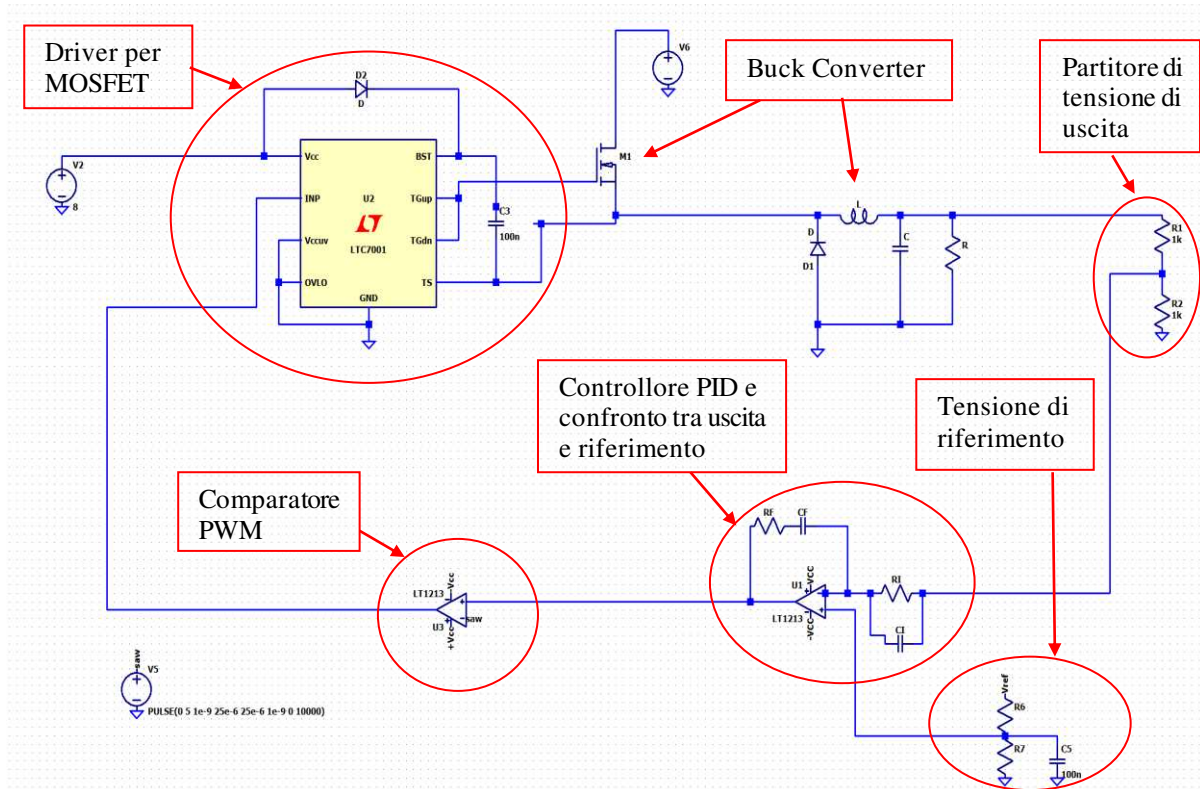 Driver per
MOSFET
D2
D
V2
8
Vcc
INP
Vccuv
OVLO
U2
LTC7001
GND
BST
TGup
TGdn
TS
C3
100n
V6
M1
Buck Converter
D
D1
L
C
R
Partitore di
tensione di
uscita
R1
1k
R2
1k
Controllore PID e
confronto tra uscita
e riferimento
Tensione di
riferimento
Comparatore
PWM
LT1213
-Vcc
saw
U3
+Vcc
RF
CF
U1
+VCC
LT1213
-VCC
RI
CI
Vref
R6
R7
C5
100n
saw
V5
PULSE(0 5 1e-9 25e-6 25e-6 1e-9 0 10000)